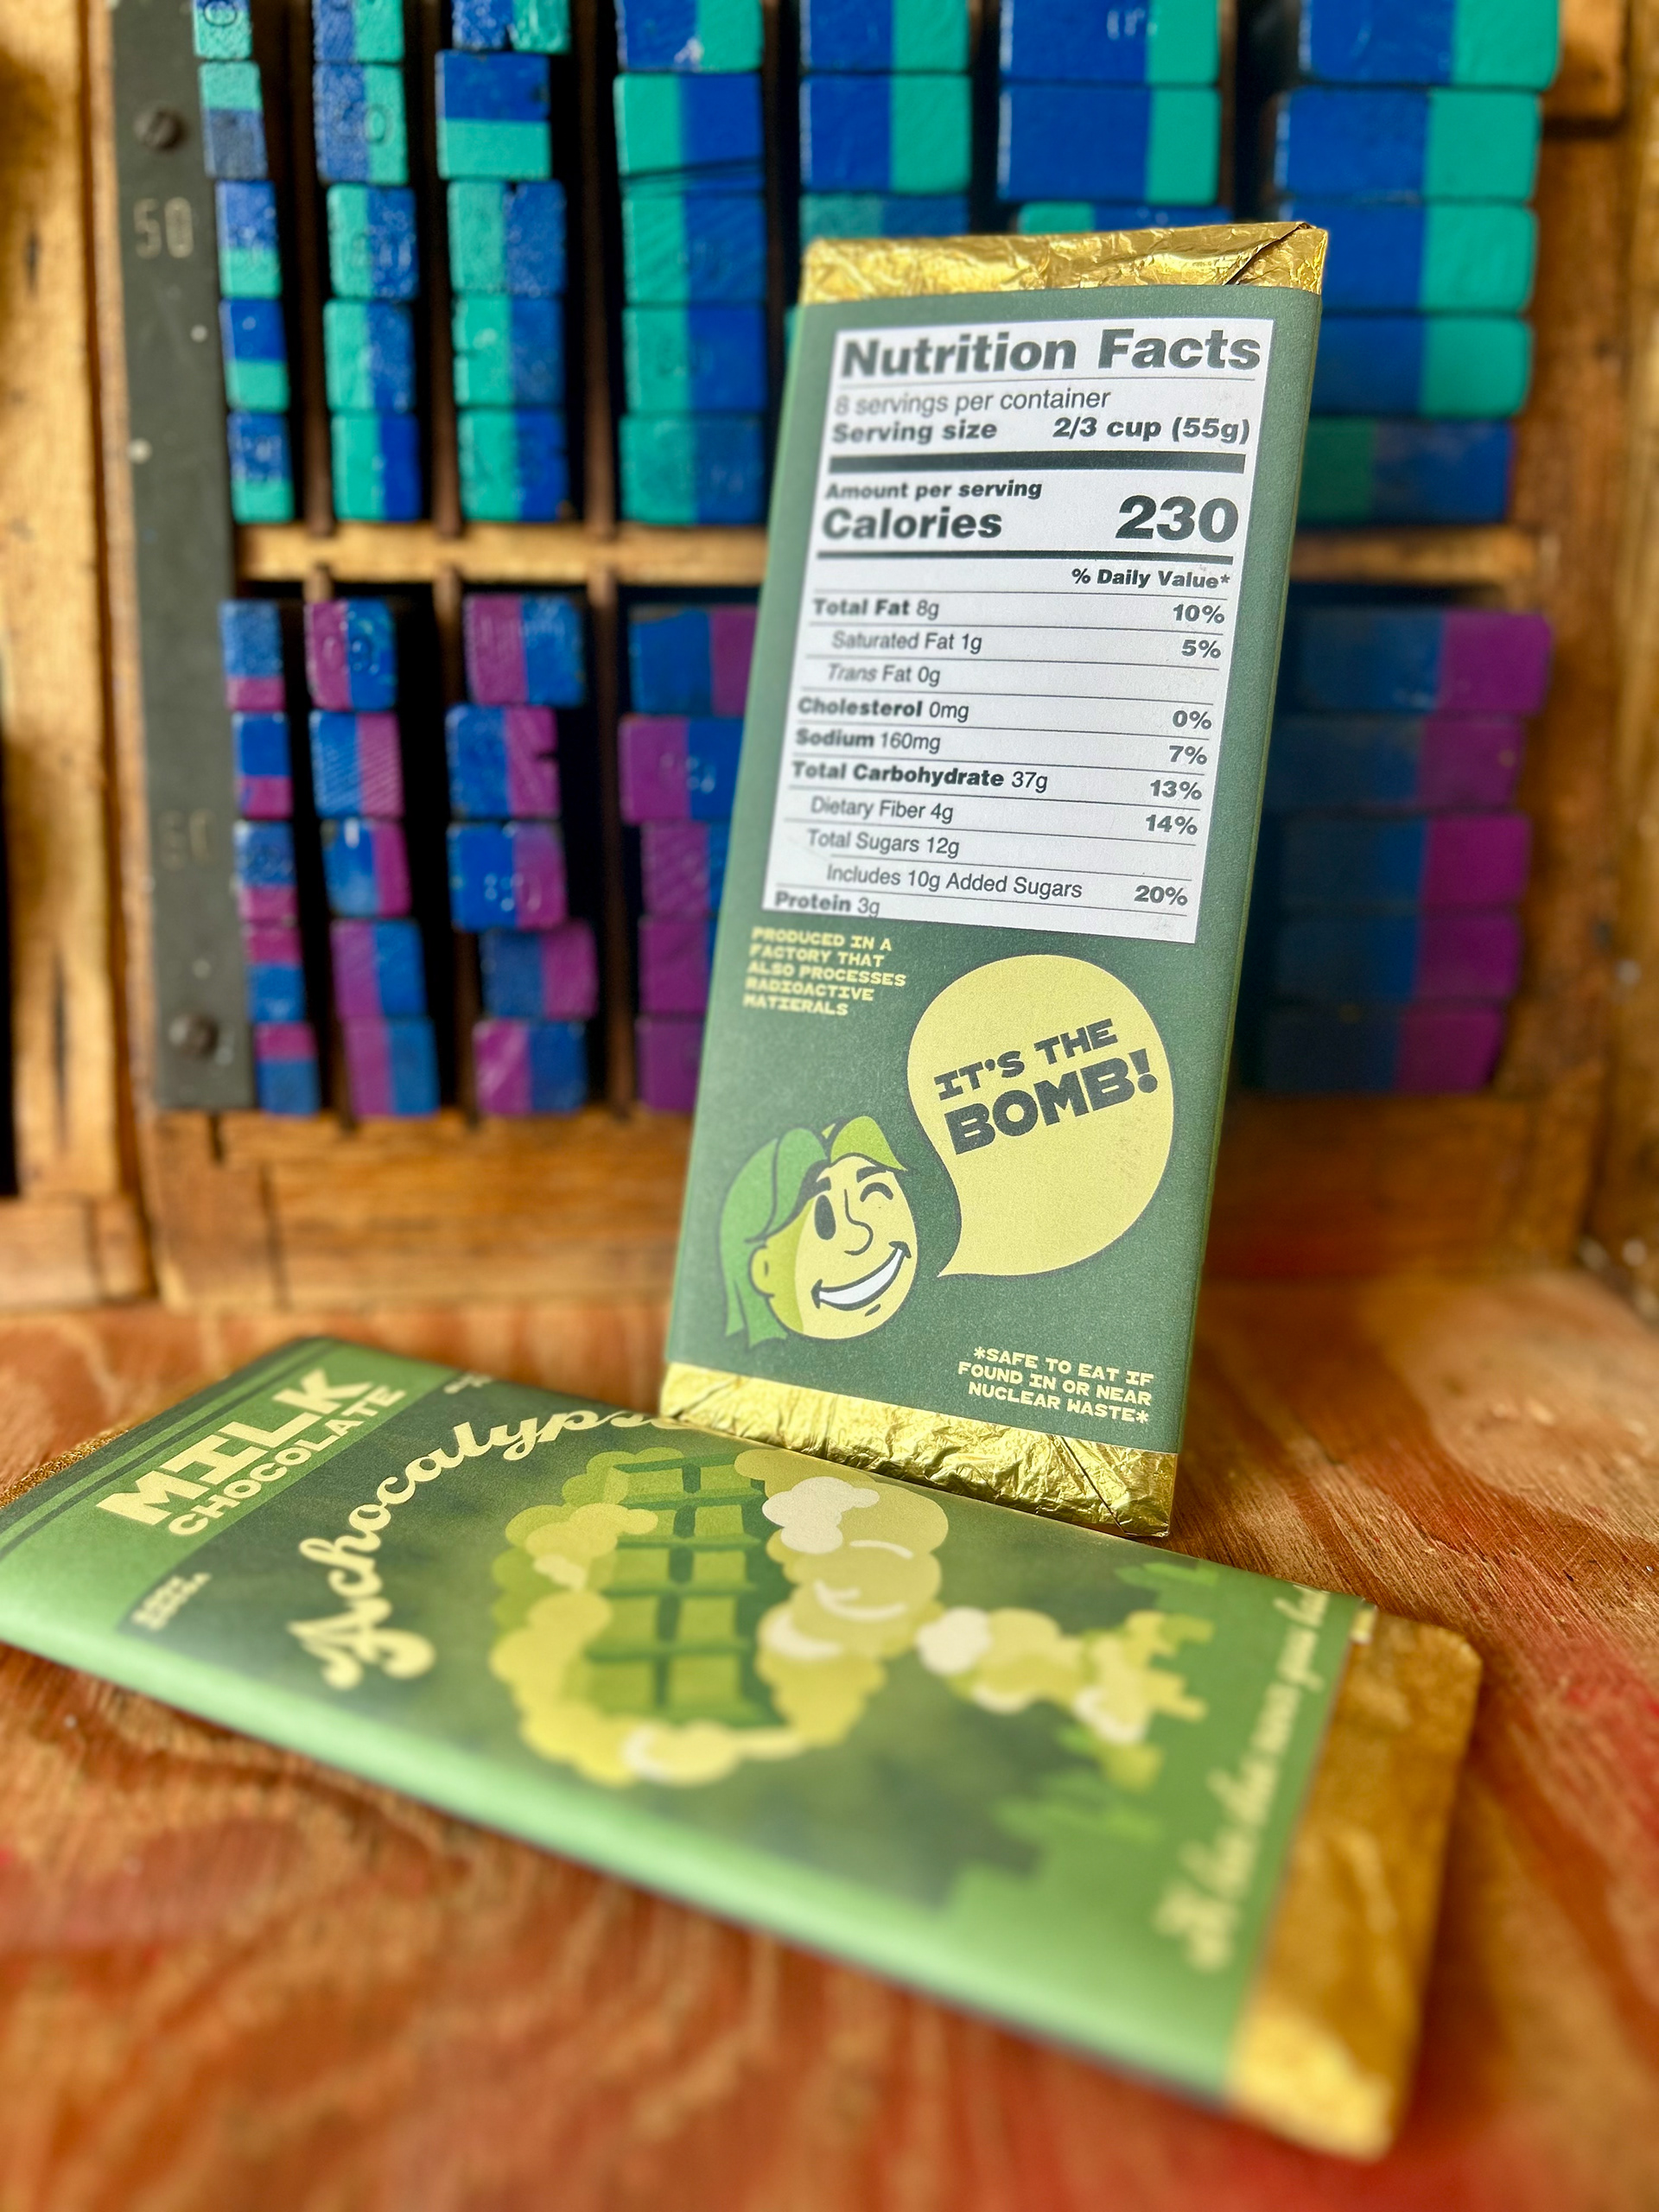 50
Nutrition Facts
8 servings per container
Serving size 2/3 cup (55g)
Amount per serving
Calories 230
% Daily Value*
Total Fat 8g 10%
Saturated Fat 1g 5%
Trans Fat 0g
Cholesterol 0mg 0%
Sodium 160mg 7%
Total Carbohydrate 37g 13%
Dietary Fiber 4g 14%
Total Sugars 12g
Includes 10g Added Sugars 20%
Protein 3g
PRODUCED IN A
FACTORY THAT
ALSO PROCESSES
RADIOACTIVE
MATIERALS
IT'S THE
BOMB!
*SAFE TO EAT IF
FOUND IN OR NEAR
NUCLEAR WASTE*
MILK
CHOCOLATE
Achocalypse